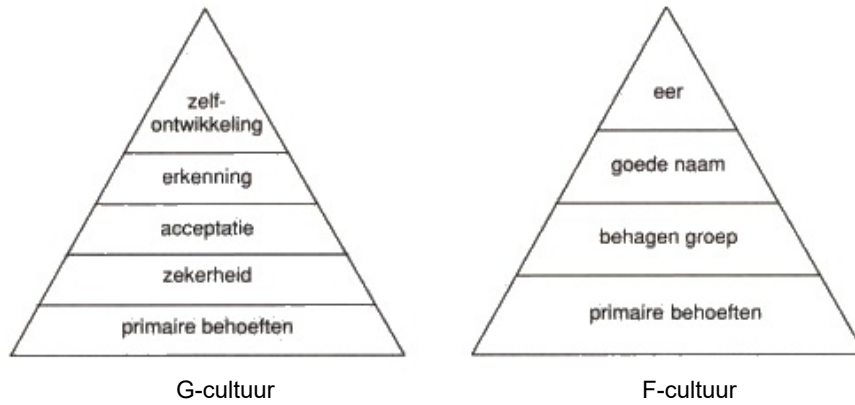 zelf-
ontwikkeling
erkenning
acceptatie
zekerheid
primaire behoeften
G-cultuur
eer
goede naam
behagen groep
primaire behoeften
F-cultuur